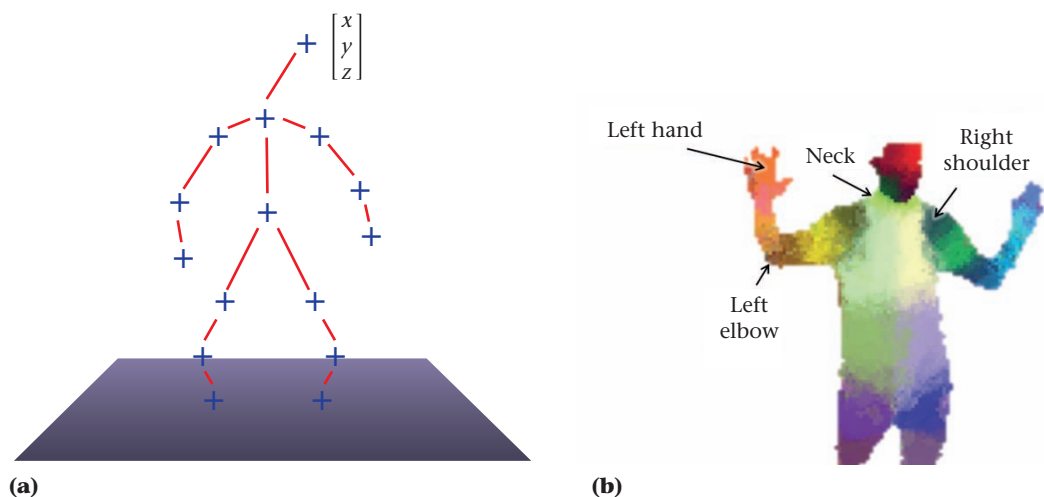 x
y
z
Left hand
Neck
Right
shoulder
Left
elbow
(a)
(b)